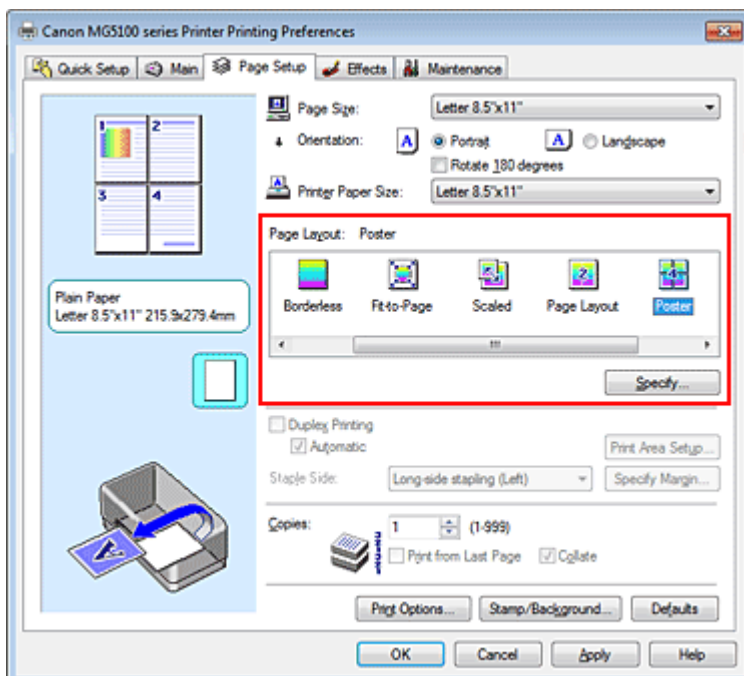 Canon MG5100 series Printer Printing Preferences
Quick Setup Main Page Setup Effects Maintenance
1 2
3 4
Plain Paper
Letter 8.5"x11" 215.9x279.4mm
Page Size: Letter 8.5"x11"
Orientation: A Portrait A Landscape
Rotate 180 degrees
Printer Paper Size: Letter 8.5"x11"
Page Layout: Poster
Borderless Fit-to-Page Scaled Page Layout Poster
Specify...
Duplex Printing
Automatic Print Area Setup...
Staple Side: Long-side stapling (Left) Specify Margin...
Copies: 1 (1-999)
Print from Last Page Collate
Print Options... Stamp/Background... Defaults
OK Cancel Apply Help